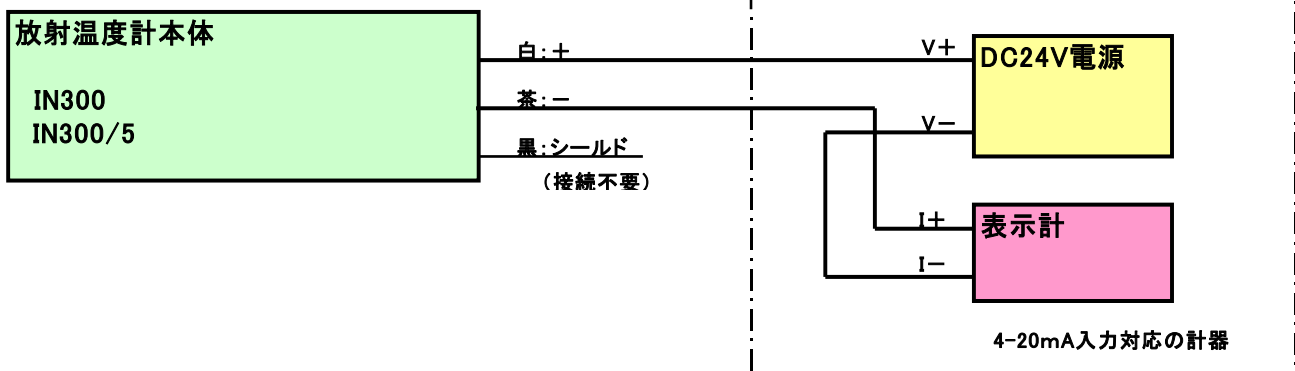 放射温度計本体
IN300
IN300/5
白:＋
茶:－
黒:シールド
(接続不要)
V＋
V－
DC24V電源
I＋
I－
表示計
4-20mA入力対応の計器